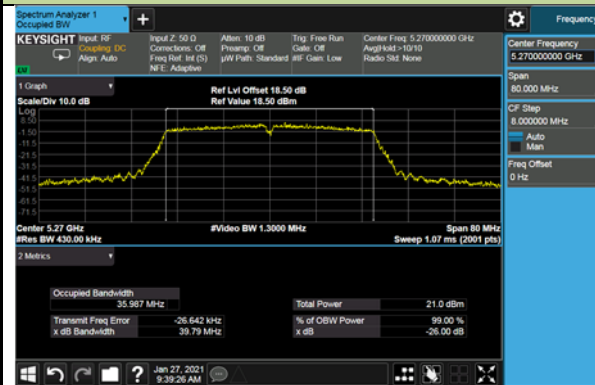 Spectrum Analyzer 1
Occupied BW
Frequency
KEYSIGHT
Input: RF
Coupling: DC
Align: Auto
Input Z: 50 Ω
Corrections: Off
Freq Ref: Int (S)
NFE: Adaptive
Atten: 10 dB
Preamp: Off
µW Path: Standard
Trig: Free Run
Gate: Off
#IF Gain: Low
Center Freq: 5.270000000 GHz
Avg|Hold:>10/10
Radio Std: None
Center Frequency
5.270000000 GHz
Span
80.000 MHz
CF Step
8.000000 MHz
Auto
Man
Freq Offset
0 Hz
1 Graph
Scale/Div 10.0 dB
Ref Lvl Offset 18.50 dB
Ref Value 18.50 dBm
Log
8.50
-1.50
-11.5
-21.5
-31.5
-41.5
-51.5
-61.5
-71.5
Center 5.27 GHz
#Video BW 1.3000 MHz
Span 80 MHz
#Res BW 430.00 kHz
Sweep 1.07 ms (2001 pts)
2 Metrics
Occupied Bandwidth
35.987 MHz
Total Power 21.0 dBm
Transmit Freq Error -26.642 kHz
% of OBW Power 99.00 %
x dB Bandwidth 39.79 MHz
x dB -26.00 dB
Jan 27, 2021
9:39:26 AM